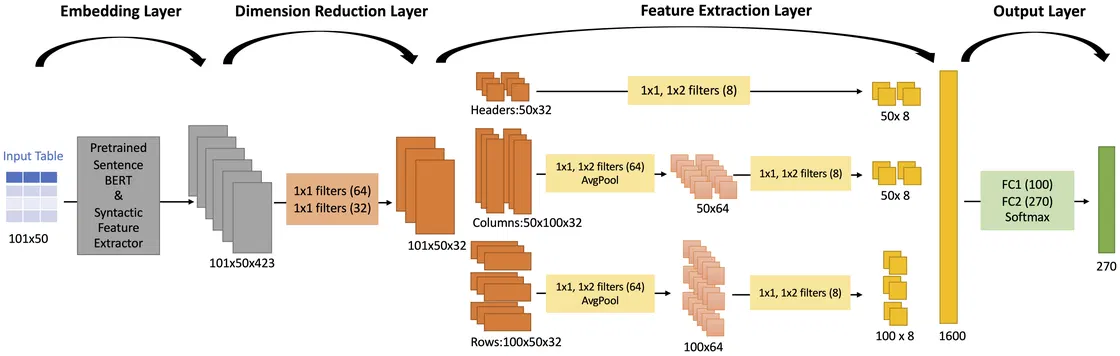 Embedding Layer
Dimension Reduction Layer
Feature Extraction Layer
Output Layer
Input Table
101x50
Pretrained
Sentence
BERT
&
Syntactic
Feature
Extractor
101x50x423
1x1 filters (64)
1x1 filters (32)
101x50x32
Headers:50x32
1x1, 1x2 filters (8)
50x 8
Columns:50x100x32
1x1, 1x2 filters (64)
AvgPool
50x64
1x1, 1x2 filters (8)
50x 8
Rows:100x50x32
1x1, 1x2 filters (64)
AvgPool
100x64
1x1, 1x2 filters (8)
100 x 8
1600
FC1 (100)
FC2 (270)
Softmax
270